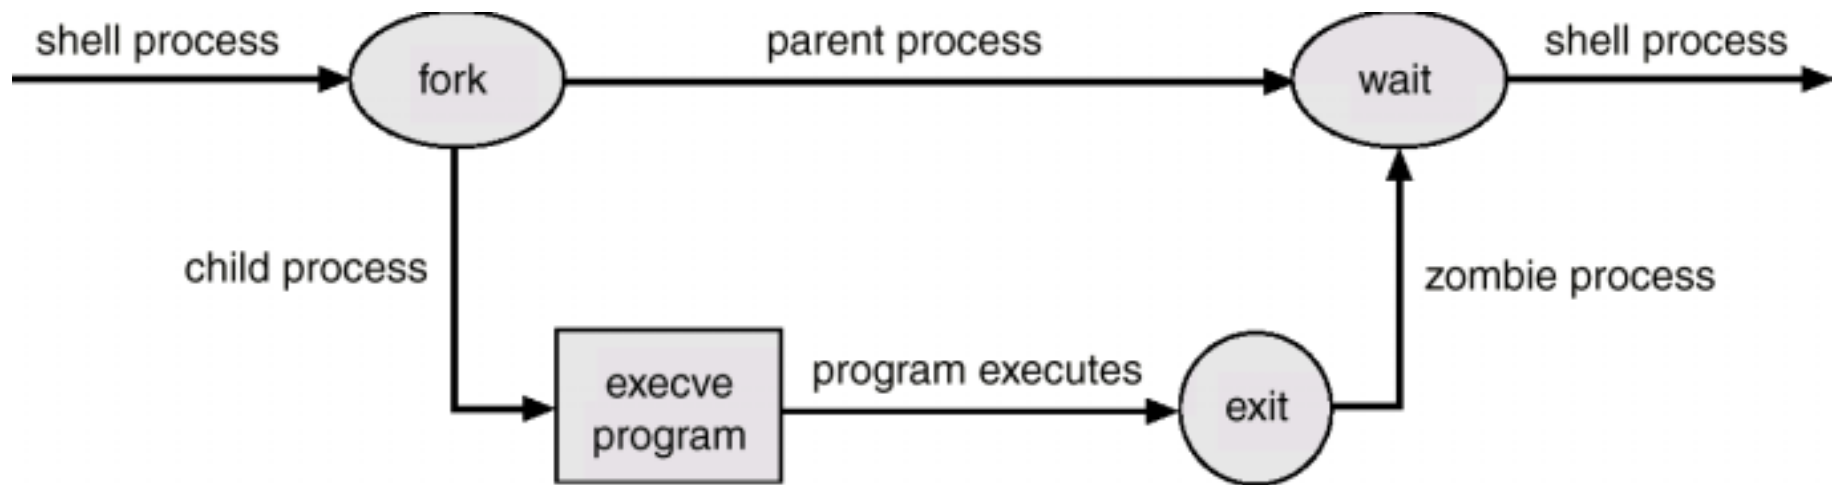 shell process
fork
parent process
wait
shell process
child process
zombie process
execve
program
program executes
exit